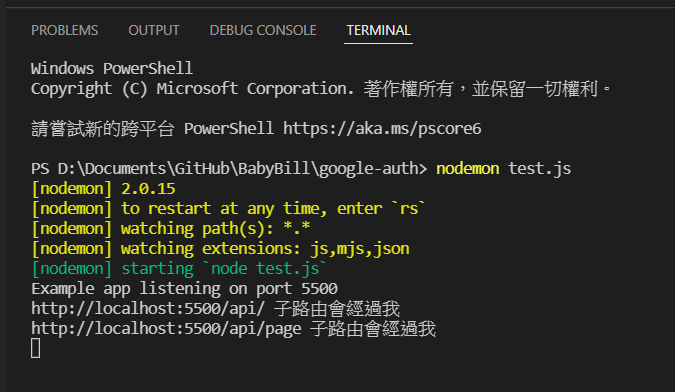 PROBLEMS OUTPUT DEBUG CONSOLE TERMINAL
Windows PowerShell
Copyright (C) Microsoft Corporation. 著作權所有，並保留一切權利。
請嘗試新的跨平台 PowerShell https://aka.ms/pscore6
PS D:\Documents\GitHub\BabyBill\google-auth> nodemon test.js
[nodemon] 2.0.15
[nodemon] to restart at any time, enter `rs`
[nodemon] watching path(s): *.*
[nodemon] watching extensions: js,mjs,json
[nodemon] starting `node test.js`
Example app listening on port 5500
http://localhost:5500/api/ 子路由會經過我
http://localhost:5500/api/page 子路由會經過我